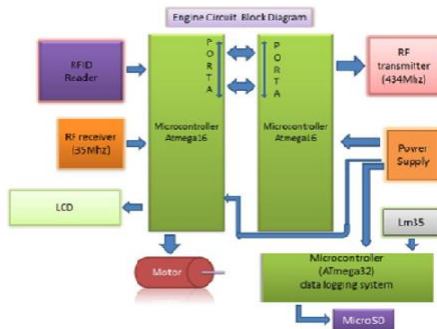 Engine Circuit Block Diagram
RFID
Reader
P
O
R
T
A
P
O
R
T
A
RF
transmitter
(434Mhz)
Microcontroller
Atmega16
Microcontroller
Atmega16
RF receiver
(35Mhz)
Power
Supply
LCD
Lm35
Motor
Microcontroller
(ATmega32)
data logging system
MicroSD